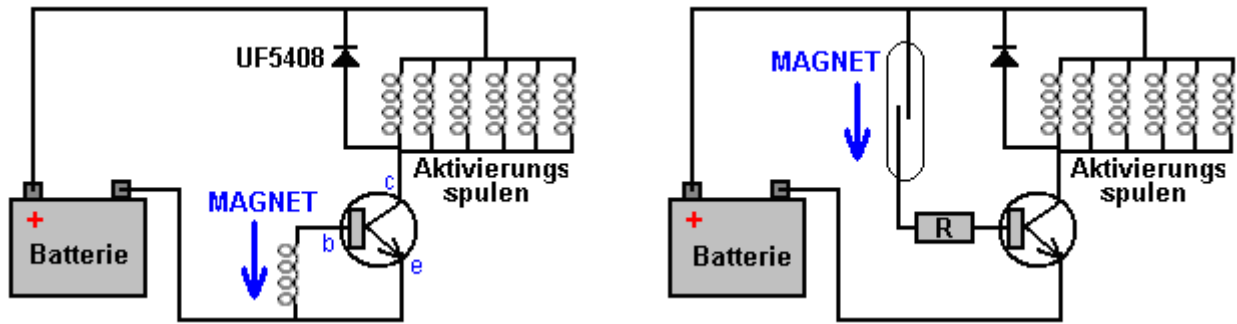 UF5408
MAGNET
Aktivierungs
spulen
c
b
e
+
Batterie
MAGNET
Aktivierungs
spulen
R
+
Batterie